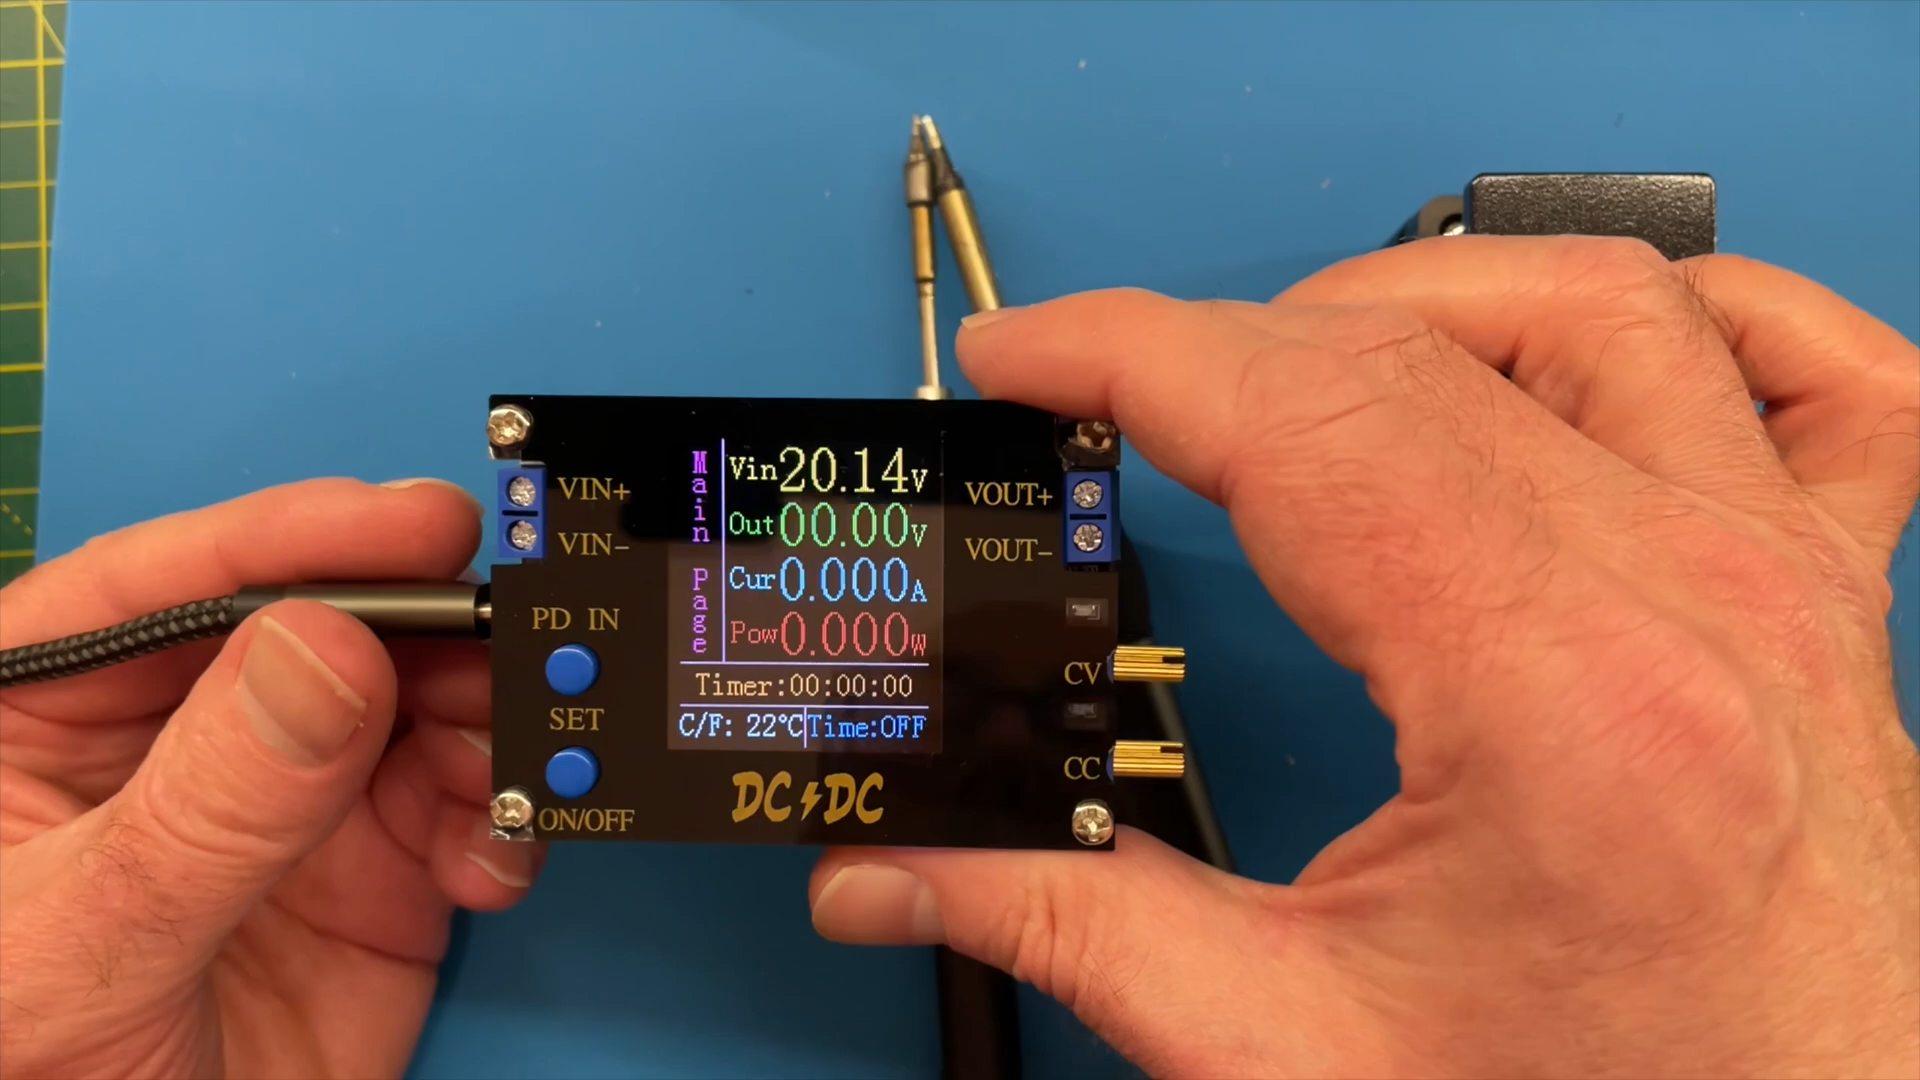 Main Page
Vin20.14V
Out00.00V
Cur0.000A
Pow0.000W
Timer:00:00:00
C/F: 22℃
Time:OFF
VIN+
VIN−
PD IN
SET
ON/OFF
VOUT+
VOUT−
CV
CC
DC⚡DC